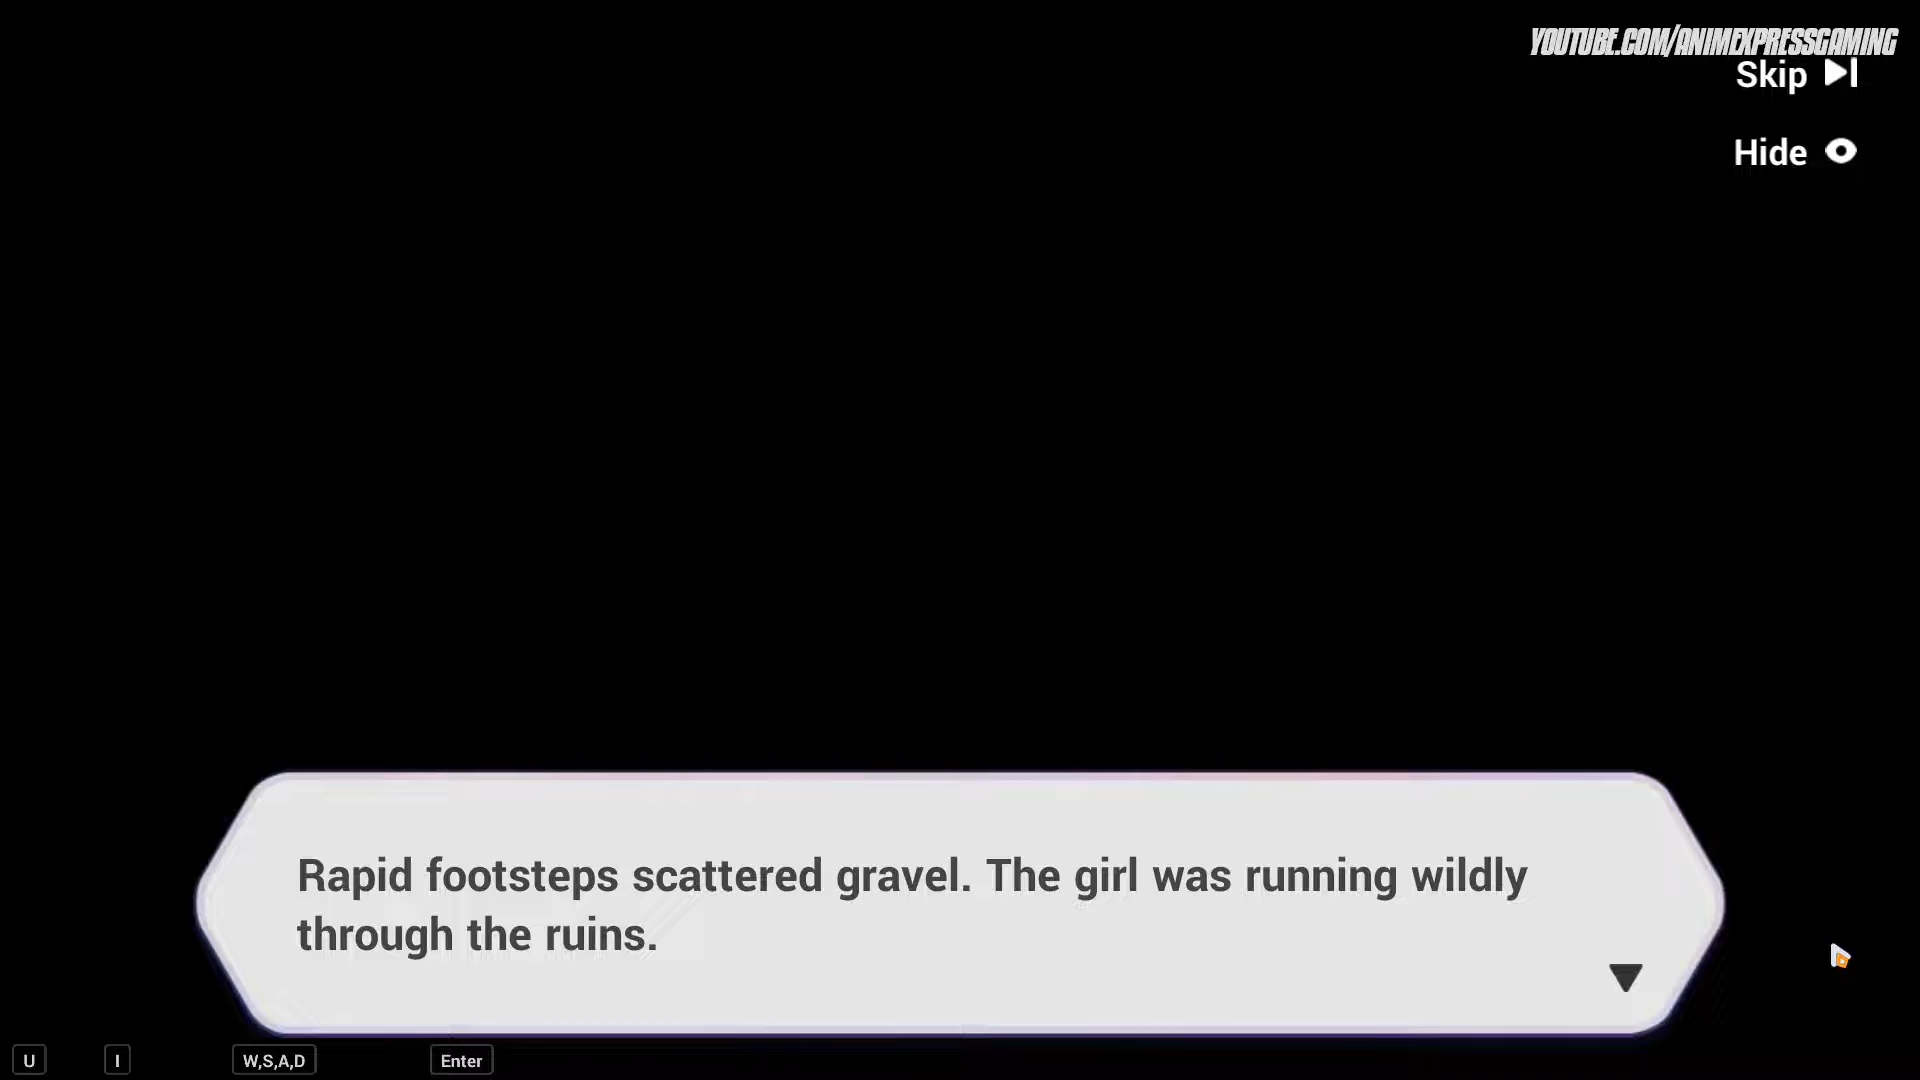 YOUTUBE.COM/ANIMEXPRESSGAMING
Skip
Hide
Rapid footsteps scattered gravel. The girl was running wildly
through the ruins.
U I W,S,A,D Enter